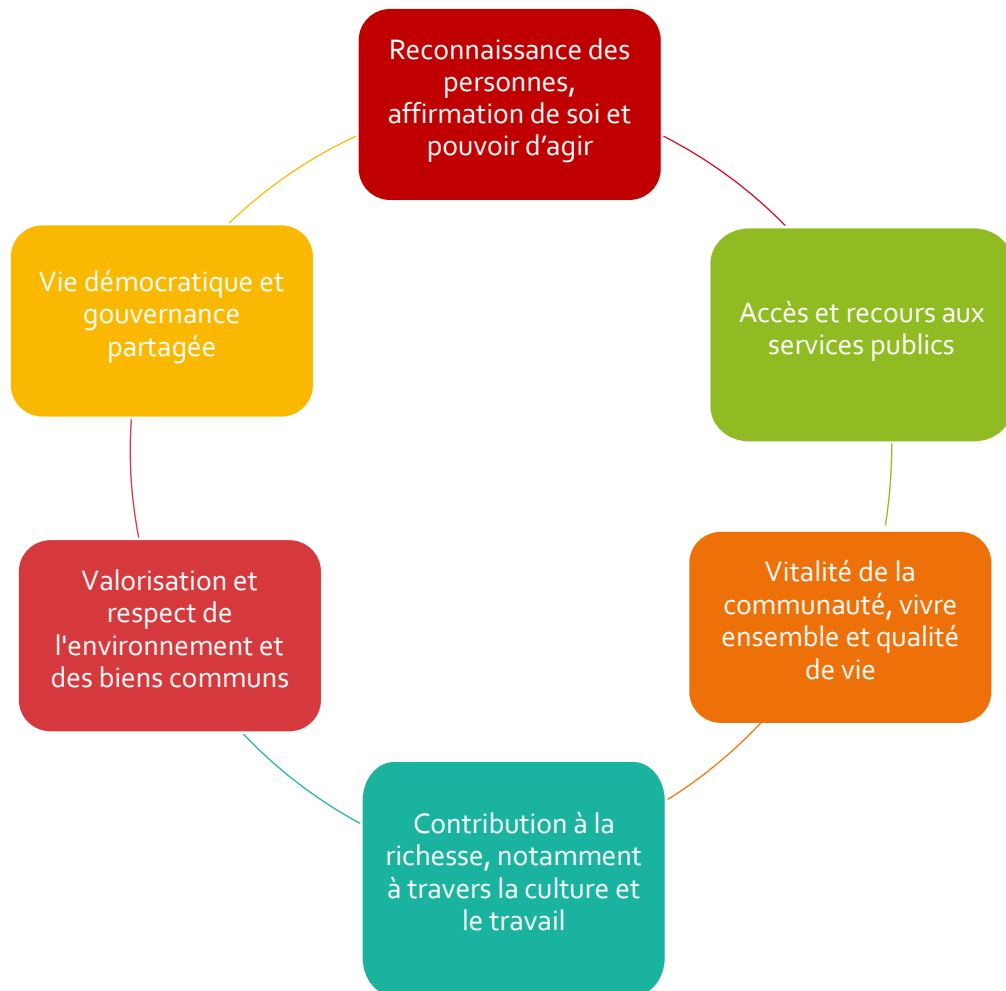 Reconnaissance des
personnes,
affirmation de soi et
pouvoir d’agir
Accès et recours aux
services publics
Vitalité de la
communauté, vivre
ensemble et qualité
de vie
Contribution à la
richesse, notamment
à travers la culture et
le travail
Valorisation et
respect de
l'environnement et
des biens communs
Vie démocratique et
gouvernance
partagée